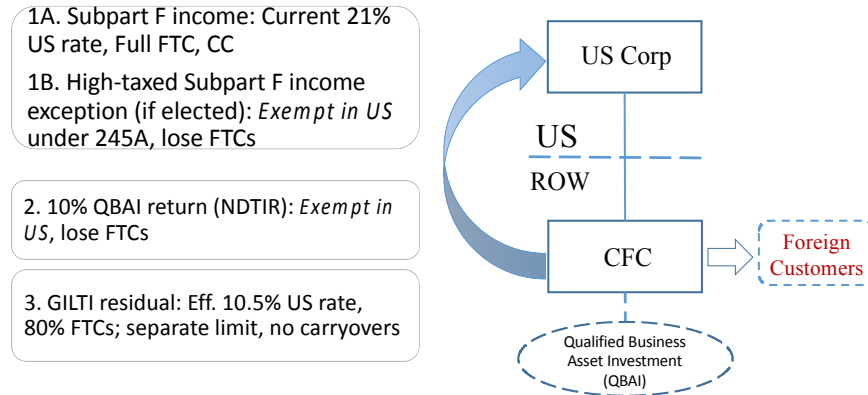 1A. Subpart F income: Current 21%
US rate, Full FTC, CC
1B. High-taxed Subpart F income
exception (if elected): Exempt in US
under 245A, lose FTCs
2. 10% QBAI return (NDTIR): Exempt in
US, lose FTCs
3. GILTI residual: Eff. 10.5% US rate,
80% FTCs; separate limit, no carryovers
US Corp
US
ROW
CFC
Foreign
Customers
Qualified Business
Asset Investment
(QBAI)